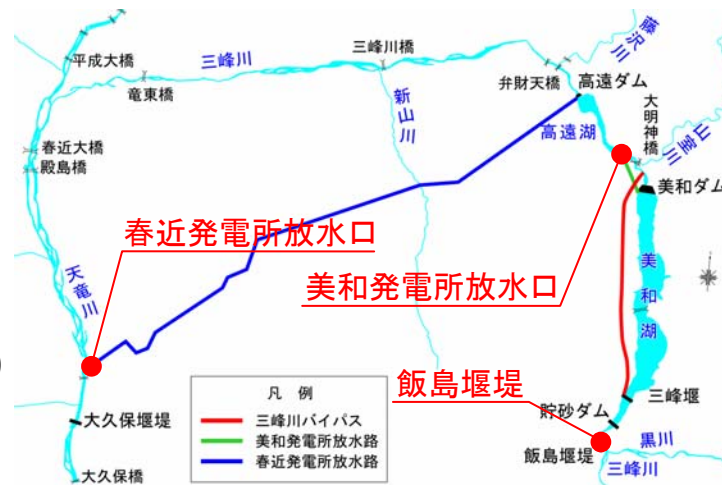 平成大橋
三峰川
三峰川橋
藤沢川
竜東橋
新山川
弁財天橋
高遠ダム
高遠湖
大明神橋
山室川
春近大橋
殿島橋
美和ダム
春近発電所放水口
美和発電所放水口
天竜川
美和湖
飯島堰堤
凡 例
三峰川バイパス
美和発電所放水路
春近発電所放水路
三峰堰
貯砂ダム
大久保堰堤
飯島堰堤
黒川
三峰川
大久保橋